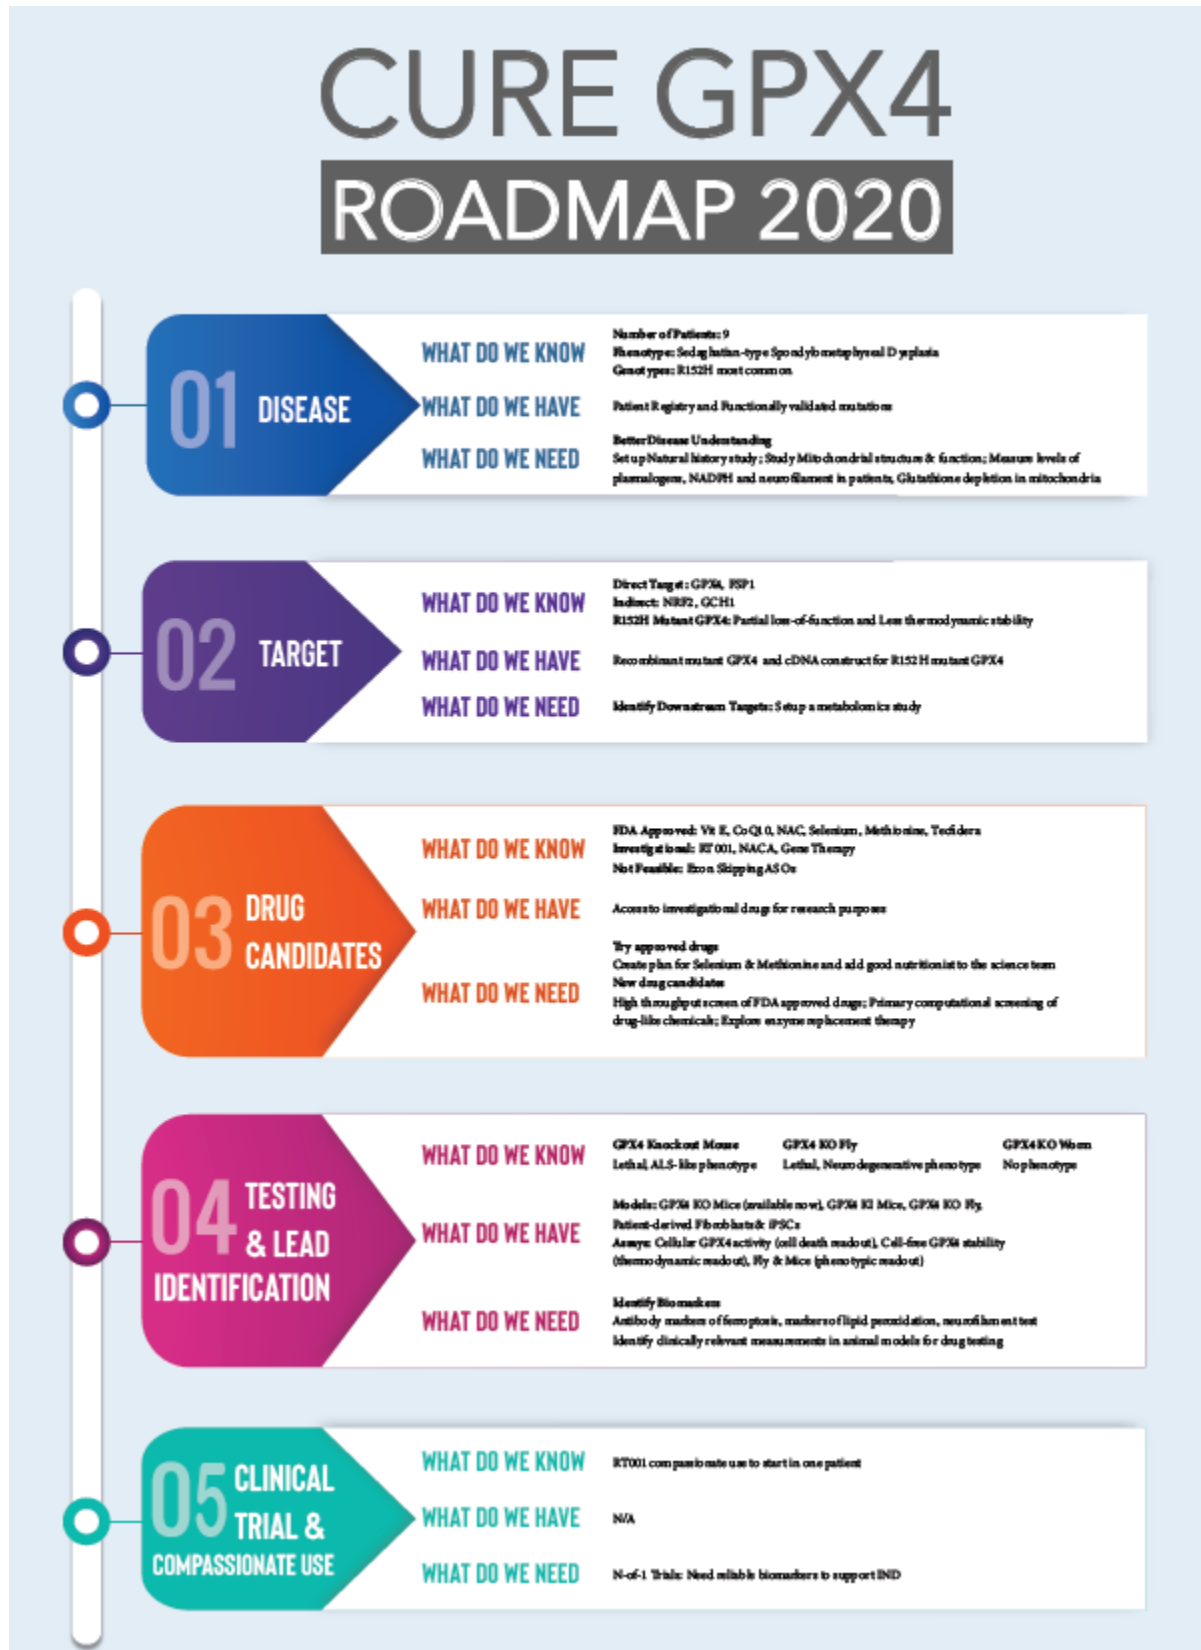 CURE GPX4
ROADMAP 2020
01 DISEASE
WHAT DO WE KNOW
Number of Patients: 9
Phenotype: Sedaghatian-type Spondylometaphyseal Dysplasia
Genotypes: R152H most common
WHAT DO WE HAVE
Patient Registry and Functionally validated mutations
WHAT DO WE NEED
Better Disease Understanding
Set up Natural history study; Study Mitochondrial structure & function; Measure levels of
plasmalogens, NADPH and neurofilament in patients, Glutathione depletion in mitochondria
02 TARGET
WHAT DO WE KNOW
Direct Target: GPX4, FSP1
Indirect: NRF2, GCH1
R152H Mutant GPX4: Partial loss-of-function and Less thermodynamic stability
WHAT DO WE HAVE
Recombinant mutant GPX4 and cDNA construct for R152H mutant GPX4
WHAT DO WE NEED
Identify Downstream Targets: Setup a metabolomics study
03 DRUG
CANDIDATES
WHAT DO WE KNOW
FDA Approved: Vit E, CoQ10, NAC, Selenium, Methionine, Tecfidera
Investigational: RT001, NACA, Gene Therapy
Not Feasible: Exon Skipping ASOs
WHAT DO WE HAVE
Access to investigational drugs for research purposes
WHAT DO WE NEED
Try approved drugs
Create plan for Selenium & Methionine and add good nutritionist to the science team
New drug candidates
High throughput screen of FDA approved drugs; Primary computational screening of
drug-like chemicals; Explore enzyme replacement therapy
04 TESTING
& LEAD
IDENTIFICATION
WHAT DO WE KNOW
GPX4 Knockout Mouse GPX4 KO Fly GPX4 KO Worm
Lethal, ALS-like phenotype Lethal, Neurodegenerative phenotype No phenotype
WHAT DO WE HAVE
Models: GPX4 KO Mice (available now), GPX4 KI Mice, GPX4 KO Fly,
Patient-derived Fibroblasts & iPSCs
Assays: Cellular GPX4 activity (cell death readout), Cell-free GPX4 stability
(thermodynamic readout), Fly & Mice (phenotypic readout)
WHAT DO WE NEED
Identify Biomarkers
Antibody markers of ferroptosis, markers of lipid peroxidation, neurofilament test
Identify clinically relevant measurements in animal models for drug testing
05 CLINICAL
TRIAL &
COMPASSIONATE USE
WHAT DO WE KNOW
RT001 compassionate use to start in one patient
WHAT DO WE HAVE
N/A
WHAT DO WE NEED
N-of-1 Trials: Need reliable biomarkers to support IND